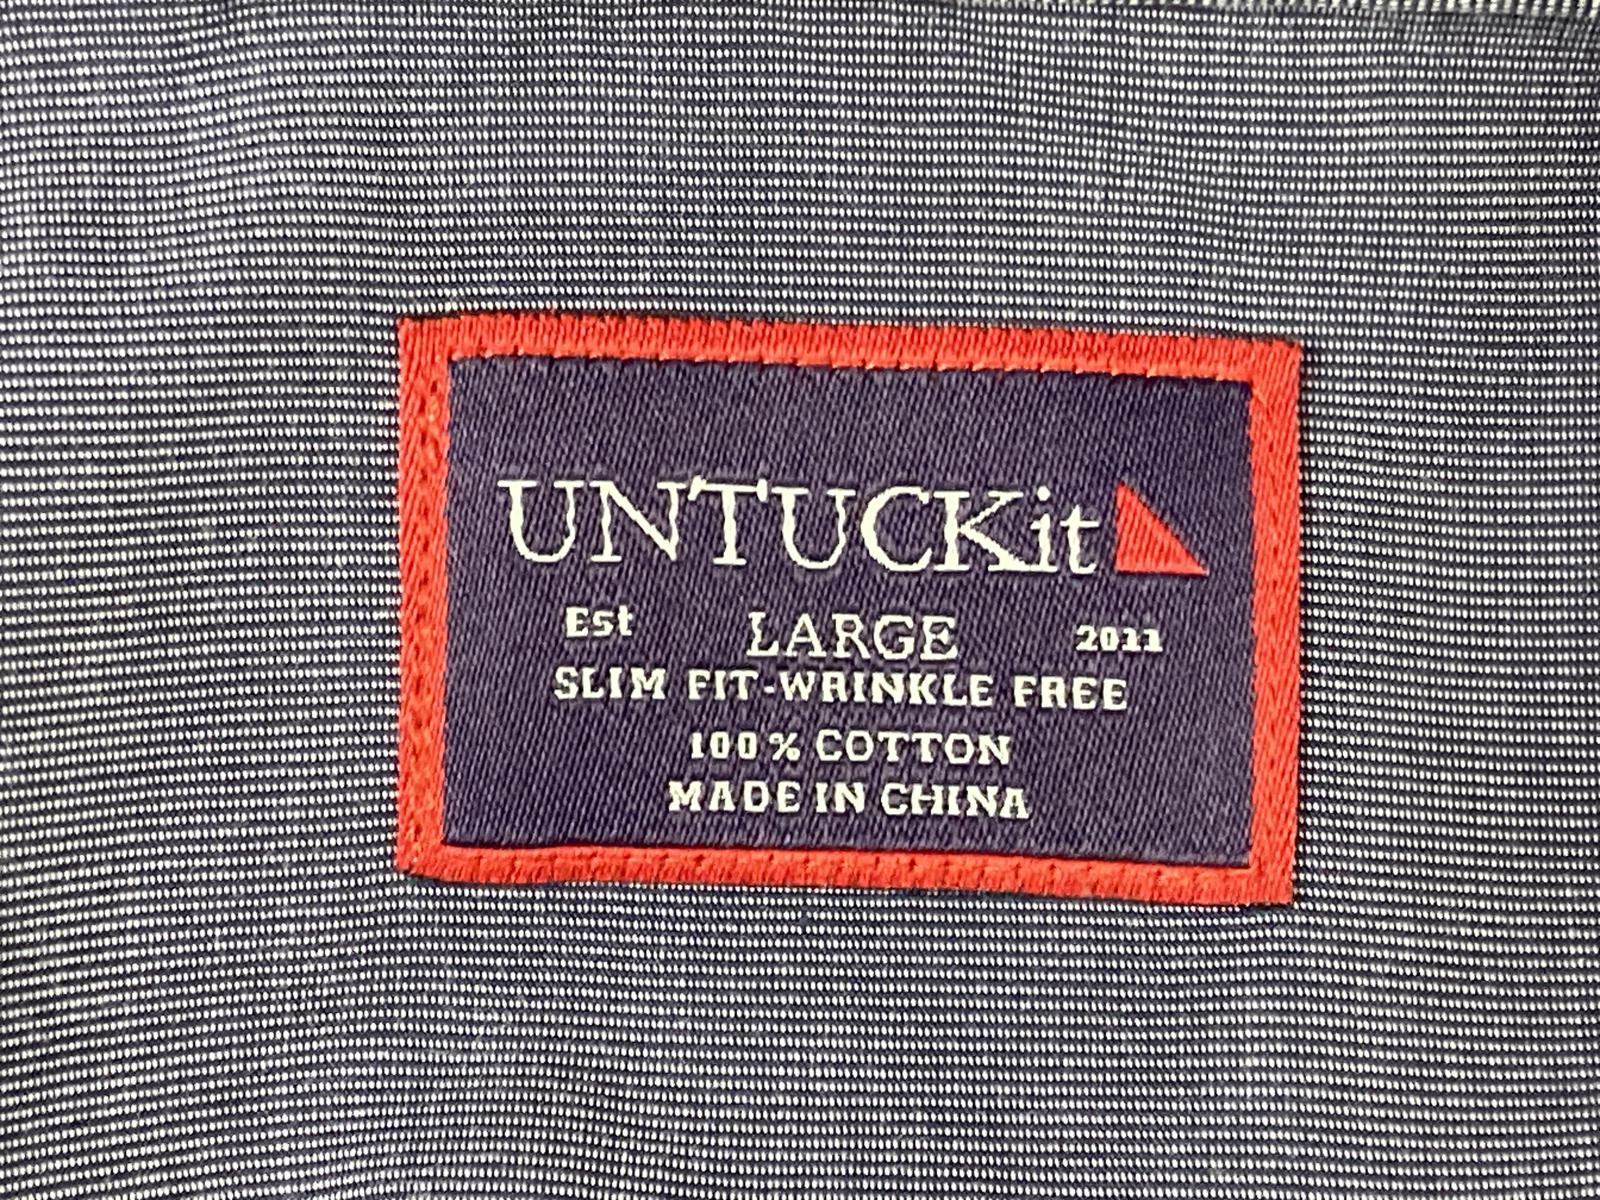 UNTUCKit
Est LARGE 2011
SLIM FIT-WRINKLE FREE
100% COTTON
MADE IN CHINA